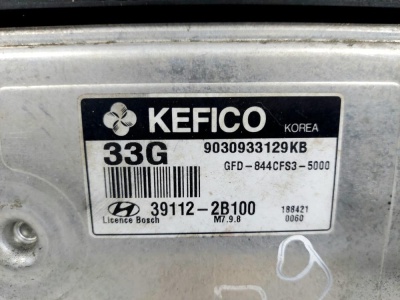 KEFICO KOREA
33G 9030933129KB
GFD-844CFS3-5000
39112-2B100 188421
Licence Bosch M7.9.8 0060